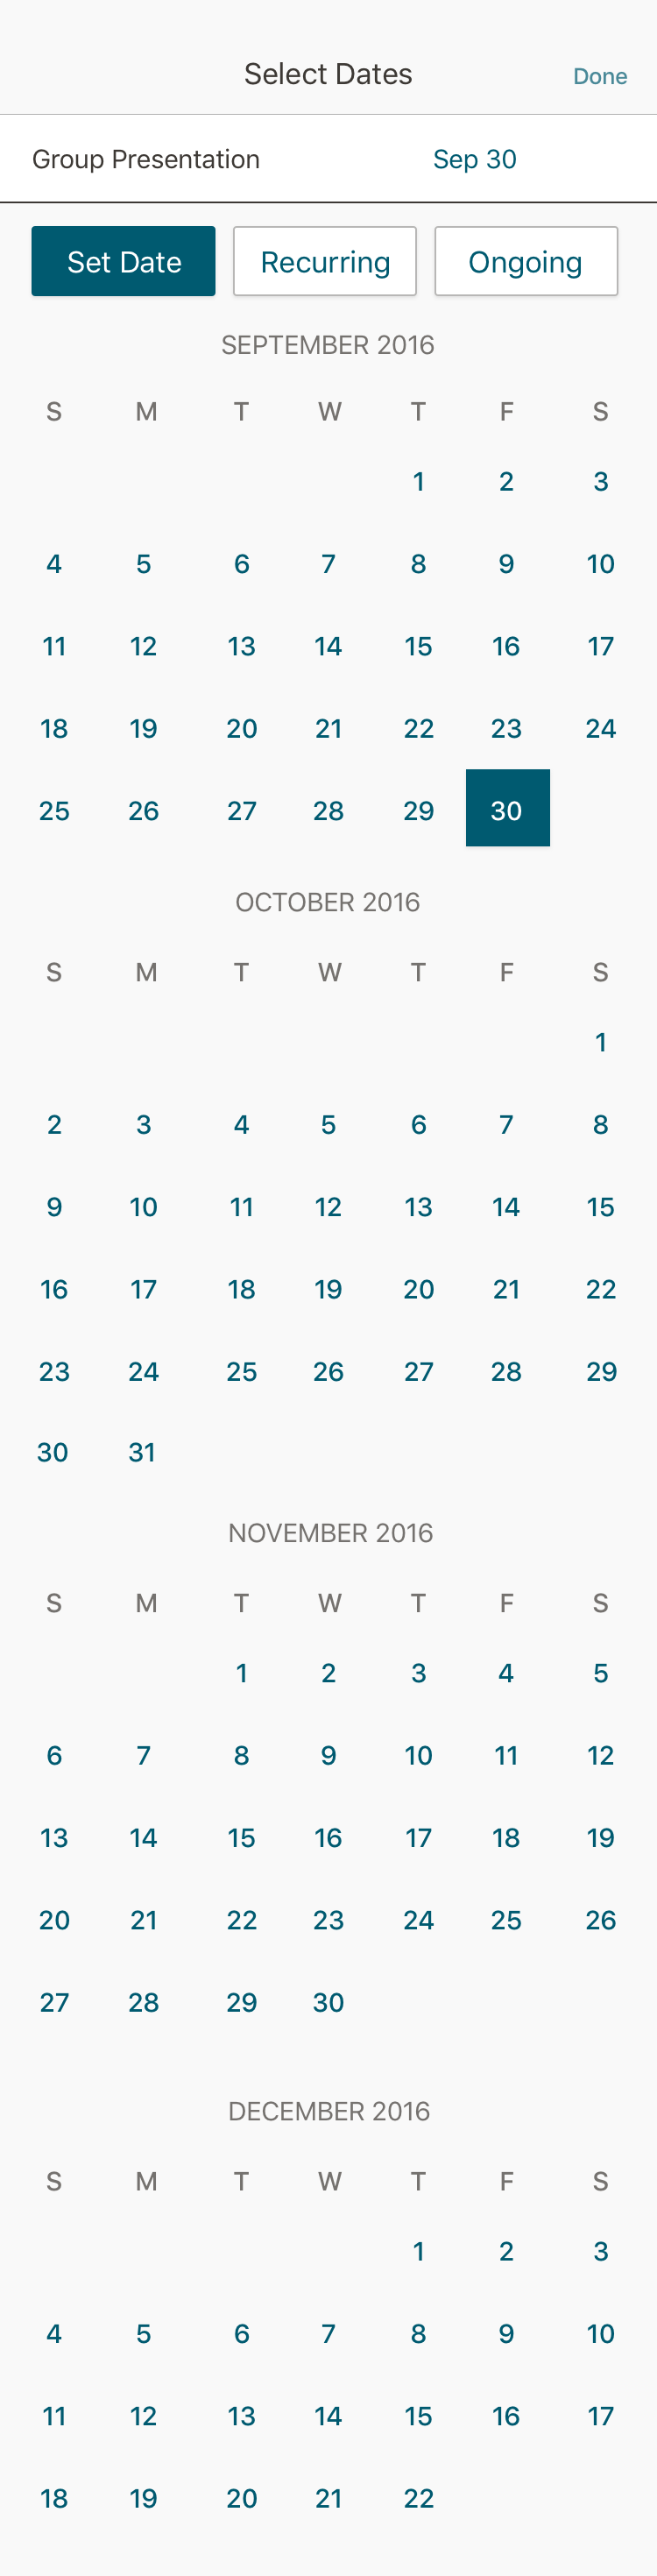 Select Dates Done
Group Presentation Sep 30
Set Date Recurring Ongoing
SEPTEMBER 2016
S M T W T F S
1 2 3
4 5 6 7 8 9 10
11 12 13 14 15 16 17
18 19 20 21 22 23 24
25 26 27 28 29 30
OCTOBER 2016
S M T W T F S
1
2 3 4 5 6 7 8
9 10 11 12 13 14 15
16 17 18 19 20 21 22
23 24 25 26 27 28 29
30 31
NOVEMBER 2016
S M T W T F S
1 2 3 4 5
6 7 8 9 10 11 12
13 14 15 16 17 18 19
20 21 22 23 24 25 26
27 28 29 30
DECEMBER 2016
S M T W T F S
1 2 3
4 5 6 7 8 9 10
11 12 13 14 15 16 17
18 19 20 21 22